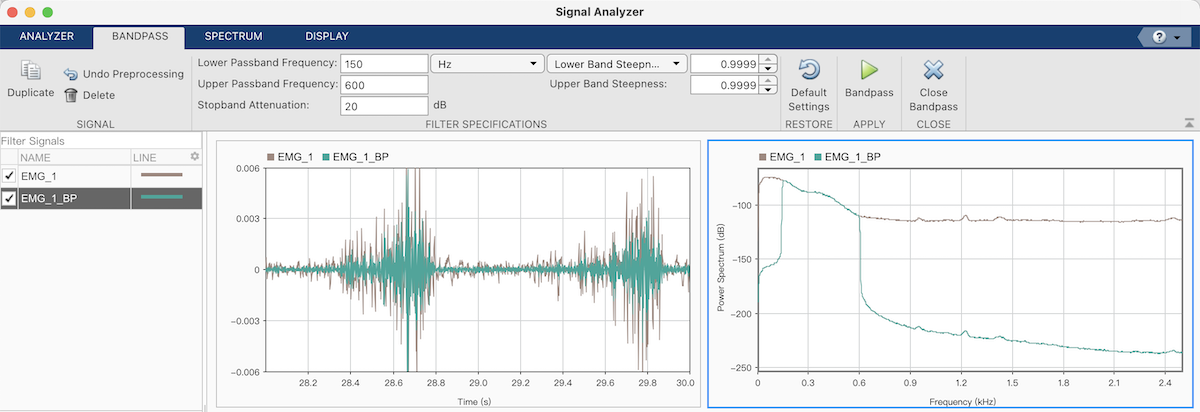 Signal Analyzer
ANALYZER BANDPASS SPECTRUM DISPLAY ?
Duplicate
Undo Preprocessing
Delete
SIGNAL
Lower Passband Frequency: 150 Hz Lower Band Steepn... 0.9999
Upper Passband Frequency: 600 Upper Band Steepness: 0.9999
Stopband Attenuation: 20 dB
FILTER SPECIFICATIONS
Default
Settings
RESTORE
Bandpass
APPLY
Close
Bandpass
CLOSE
Filter Signals
NAME LINE
EMG_1
EMG_1_BP
EMG_1 EMG_1_BP
0.006
0.003
0
-0.003
-0.006
28.2 28.4 28.6 28.8 29.0 29.2 29.4 29.6 29.8 30.0
Time (s)
EMG_1 EMG_1_BP
Power Spectrum (dB)
-100
-150
-200
-250
0 0.3 0.6 0.9 1.2 1.5 1.8 2.1 2.4
Frequency (kHz)